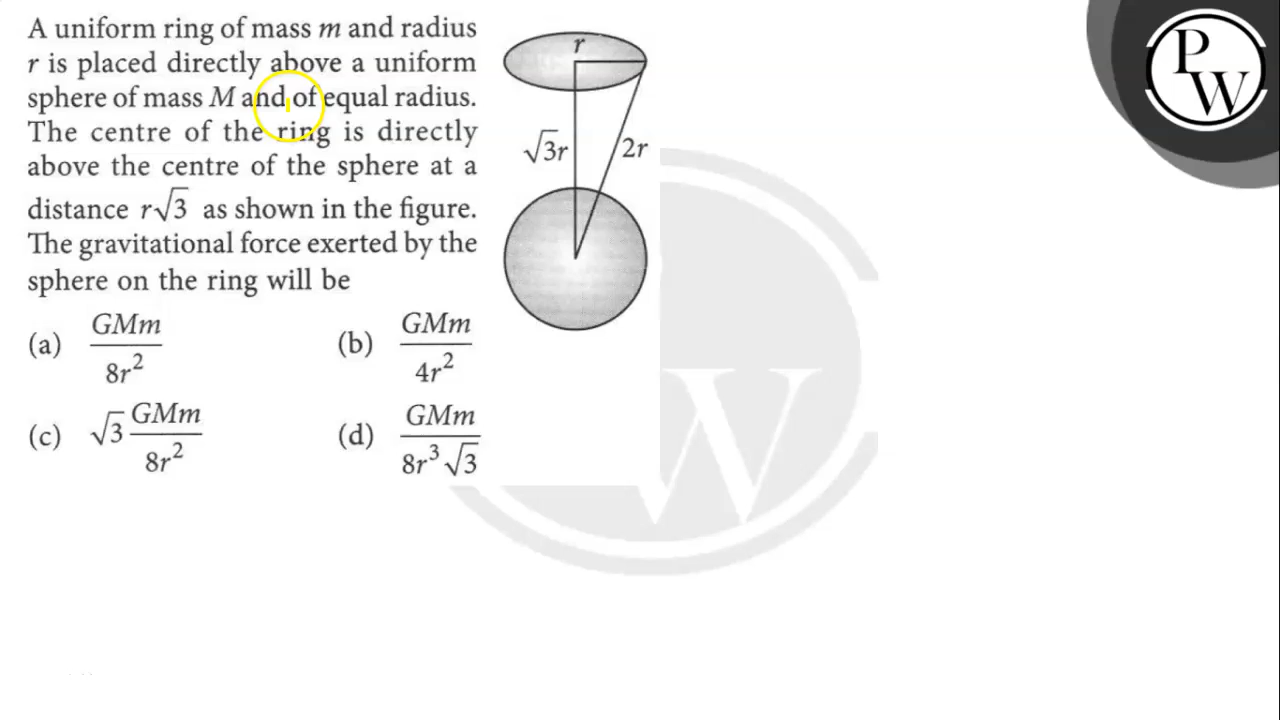 A uniform ring of mass m and radius
r is placed directly above a uniform
sphere of mass M and of equal radius.
The centre of the ring is directly
above the centre of the sphere at a
distance r√3 as shown in the figure.
The gravitational force exerted by the
sphere on the ring will be
(a) GMm/8r² (b) GMm/4r²
(c) √3 GMm/8r² (d) GMm/8r³√3
r
√3r
2r
PW
W